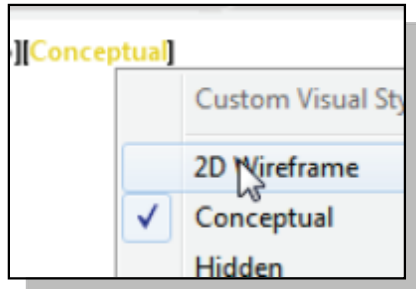 ][Conceptual]
Custom Visual Sty
2D Wireframe
Conceptual
Hidden